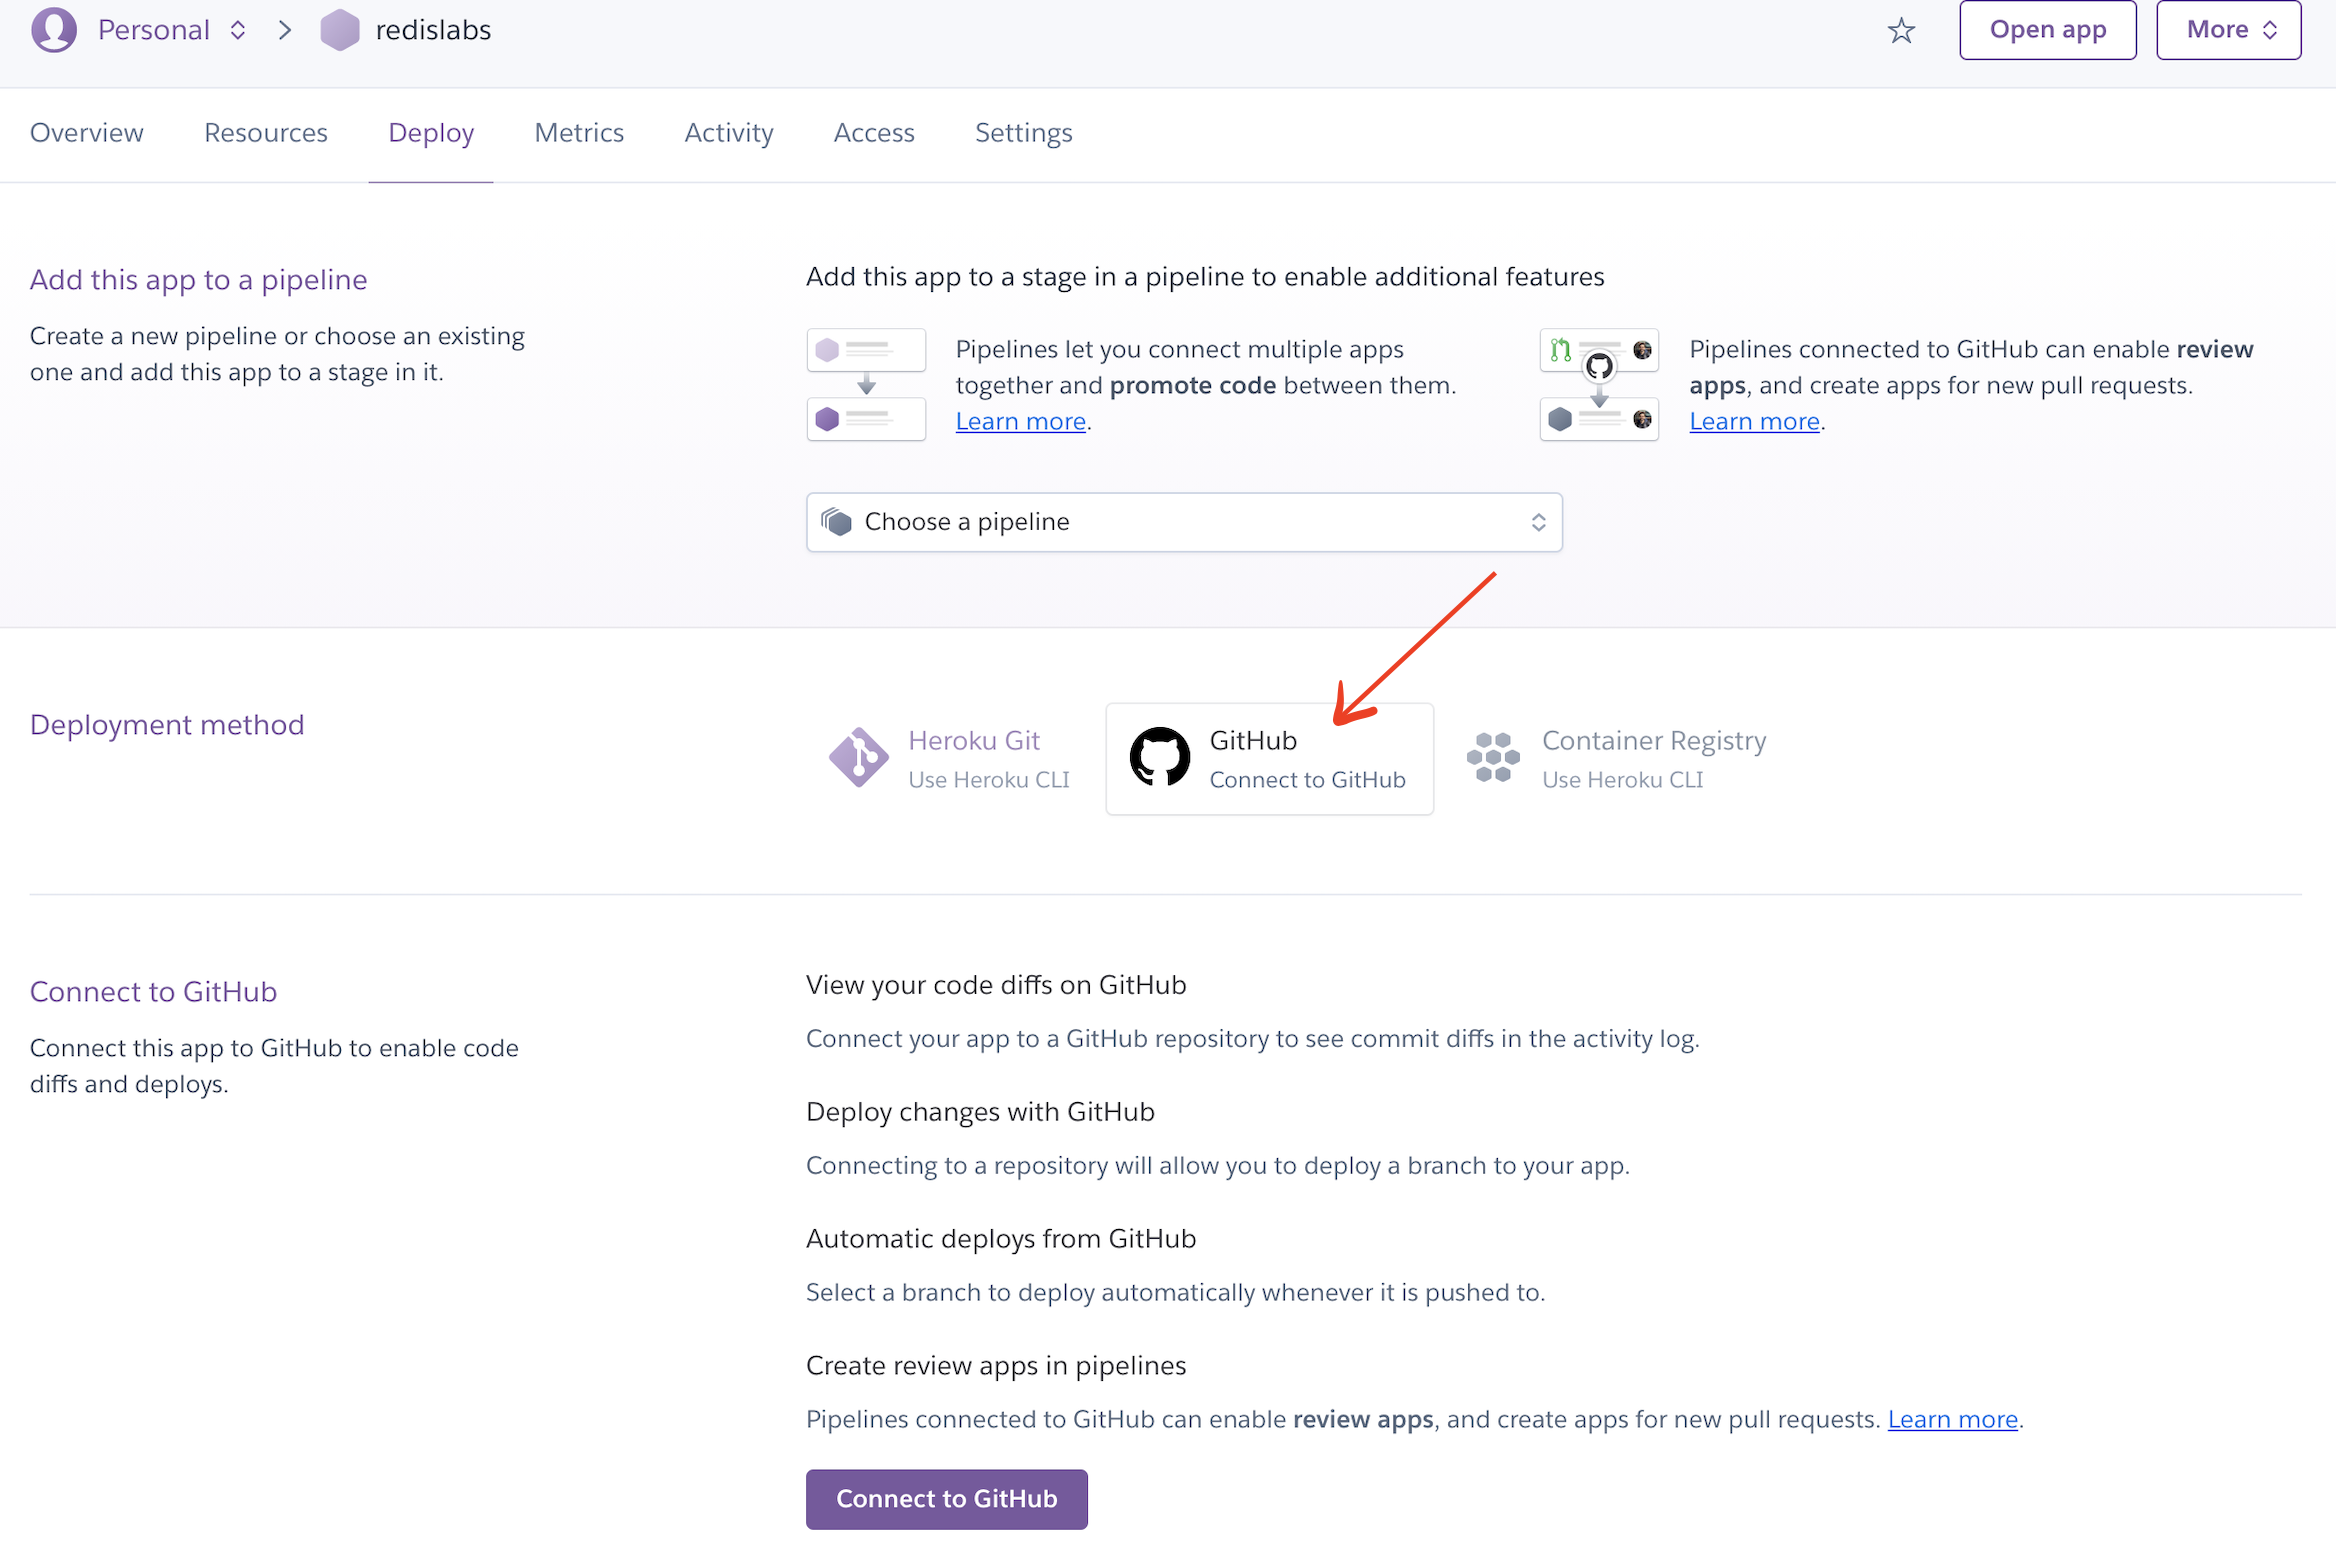 Personal
redislabs
Open app
More
Overview
Resources
Deploy
Metrics
Activity
Access
Settings
Add this app to a pipeline
Create a new pipeline or choose an existing
one and add this app to a stage in it.
Add this app to a stage in a pipeline to enable additional features
Pipelines let you connect multiple apps
together and promote code between them.
Learn more.
Pipelines connected to GitHub can enable review
apps, and create apps for new pull requests.
Learn more.
Choose a pipeline
Deployment method
Heroku Git
Use Heroku CLI
GitHub
Connect to GitHub
Container Registry
Use Heroku CLI
Connect to GitHub
Connect this app to GitHub to enable code
diffs and deploys.
View your code diffs on GitHub
Connect your app to a GitHub repository to see commit diffs in the activity log.
Deploy changes with GitHub
Connecting to a repository will allow you to deploy a branch to your app.
Automatic deploys from GitHub
Select a branch to deploy automatically whenever it is pushed to.
Create review apps in pipelines
Pipelines connected to GitHub can enable review apps, and create apps for new pull requests. Learn more.
Connect to GitHub